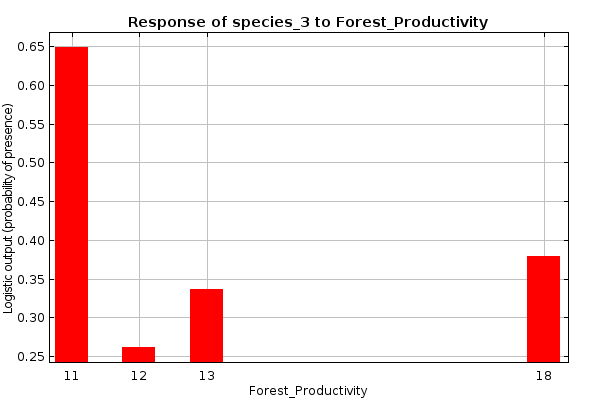 Response of species_3 to Forest_Productivity
Logistic output (probability of presence)
0.65
0.60
0.55
0.50
0.45
0.40
0.35
0.30
0.25
11 12 13 18
Forest_Productivity